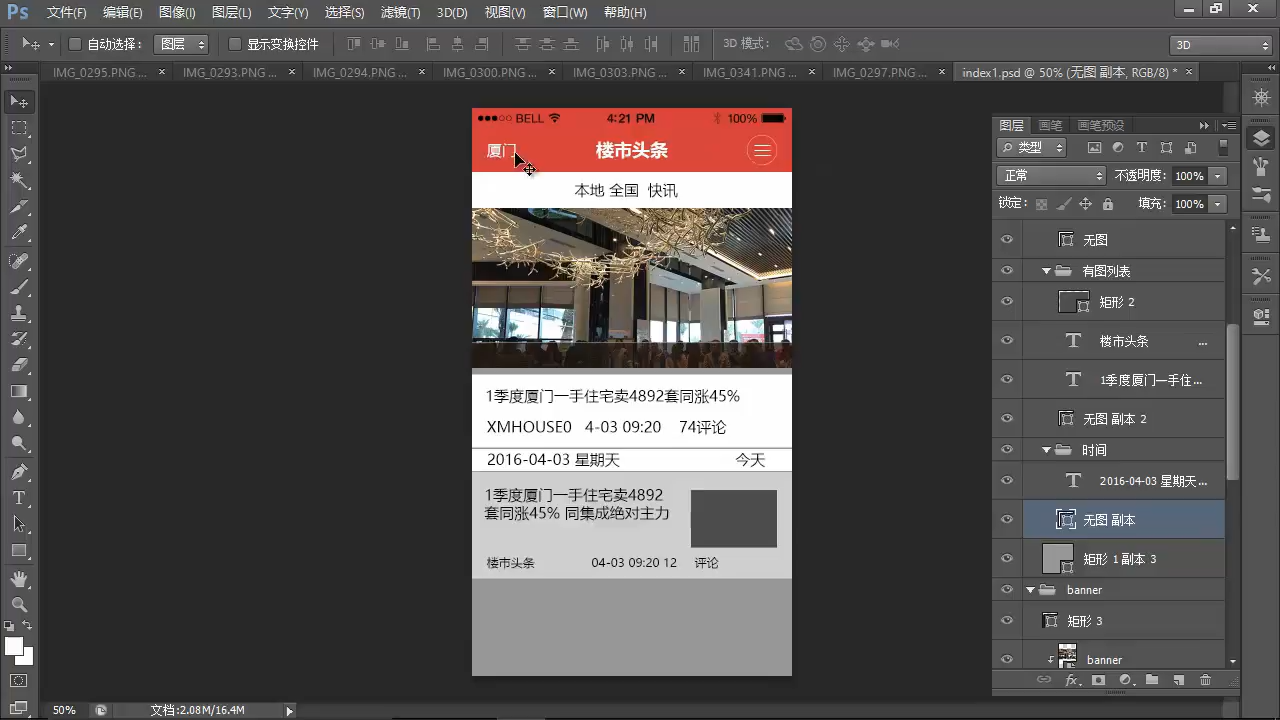 Ps 文件(F) 编辑(E) 图像(I) 图层(L) 文字(Y) 选择(S) 滤镜(T) 3D(D) 视图(V) 窗口(W) 帮助(H)
自动选择: 图层 显示变换控件 3D 模式: 3D
IMG_0295.PNG ... × IMG_0293.PNG ... × IMG_0294.PNG ... × IMG_0300.PNG ... × IMG_0303.PNG ... × IMG_0341.PNG ... × IMG_0297.PNG ... × index1.psd @ 50% (无图 副本, RGB/8) * ×
BELL 4:21 PM 100%
厦门 楼市头条
本地 全国 快讯
1季度厦门一手住宅卖4892套同涨45%
XMHOUSE0 4-03 09:20 74评论
2016-04-03 星期天 今天
1季度厦门一手住宅卖4892
套同涨45% 同集成绝对主力
楼市头条 04-03 09:20 12 评论
图层 画笔 画笔预设
类型
正常 不透明度: 100%
锁定: 填充: 100%
无图
有图列表
矩形 2
楼市头条 ...
1季度厦门一手住...
无图 副本 2
时间
2016-04-03 星期天...
无图 副本
矩形 1 副本 3
banner
矩形 3
banner
50% 文档:2.08M/16.4M